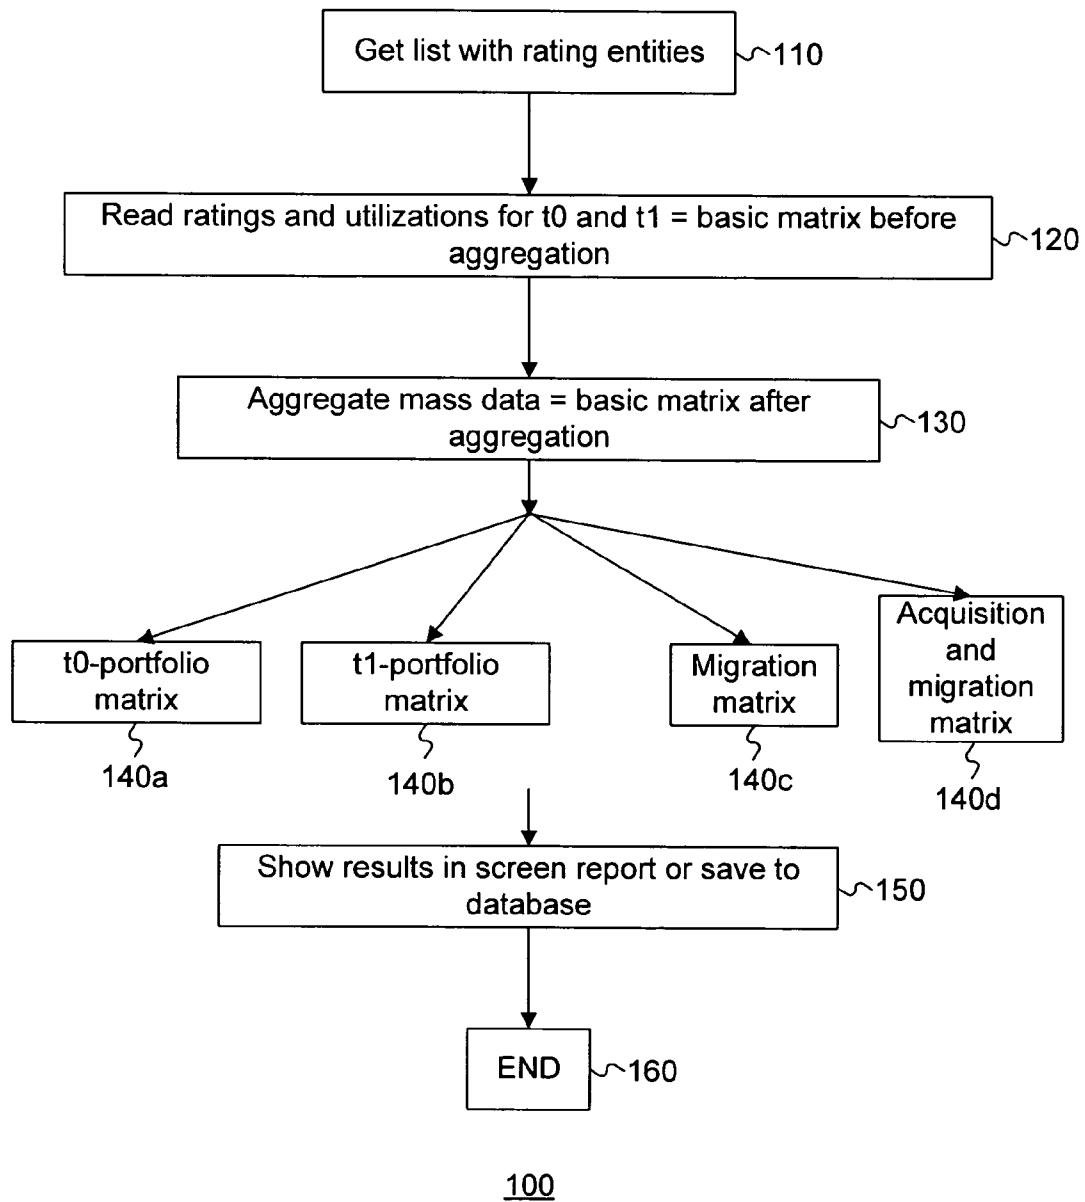 Get list with rating entities
110
Read ratings and utilizations for t0 and t1 = basic matrix before
aggregation
120
Aggregate mass data = basic matrix after
aggregation
130
t0-portfolio
matrix
140a
t1-portfolio
matrix
140b
Migration
matrix
140c
Acquisition
and
migration
matrix
140d
Show results in screen report or save to
database
150
END
160
100